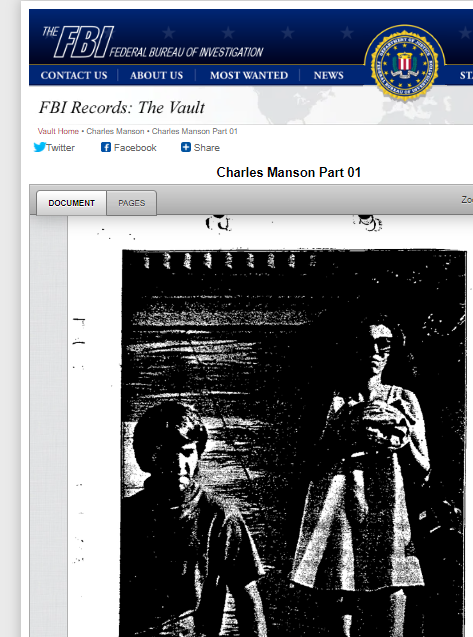 THE FBI FEDERAL BUREAU OF INVESTIGATION
CONTACT US | ABOUT US | MOST WANTED | NEWS
FBI Records: The Vault
Vault Home • Charles Manson • Charles Manson Part 01
Twitter Facebook Share
Charles Manson Part 01
DOCUMENT PAGES